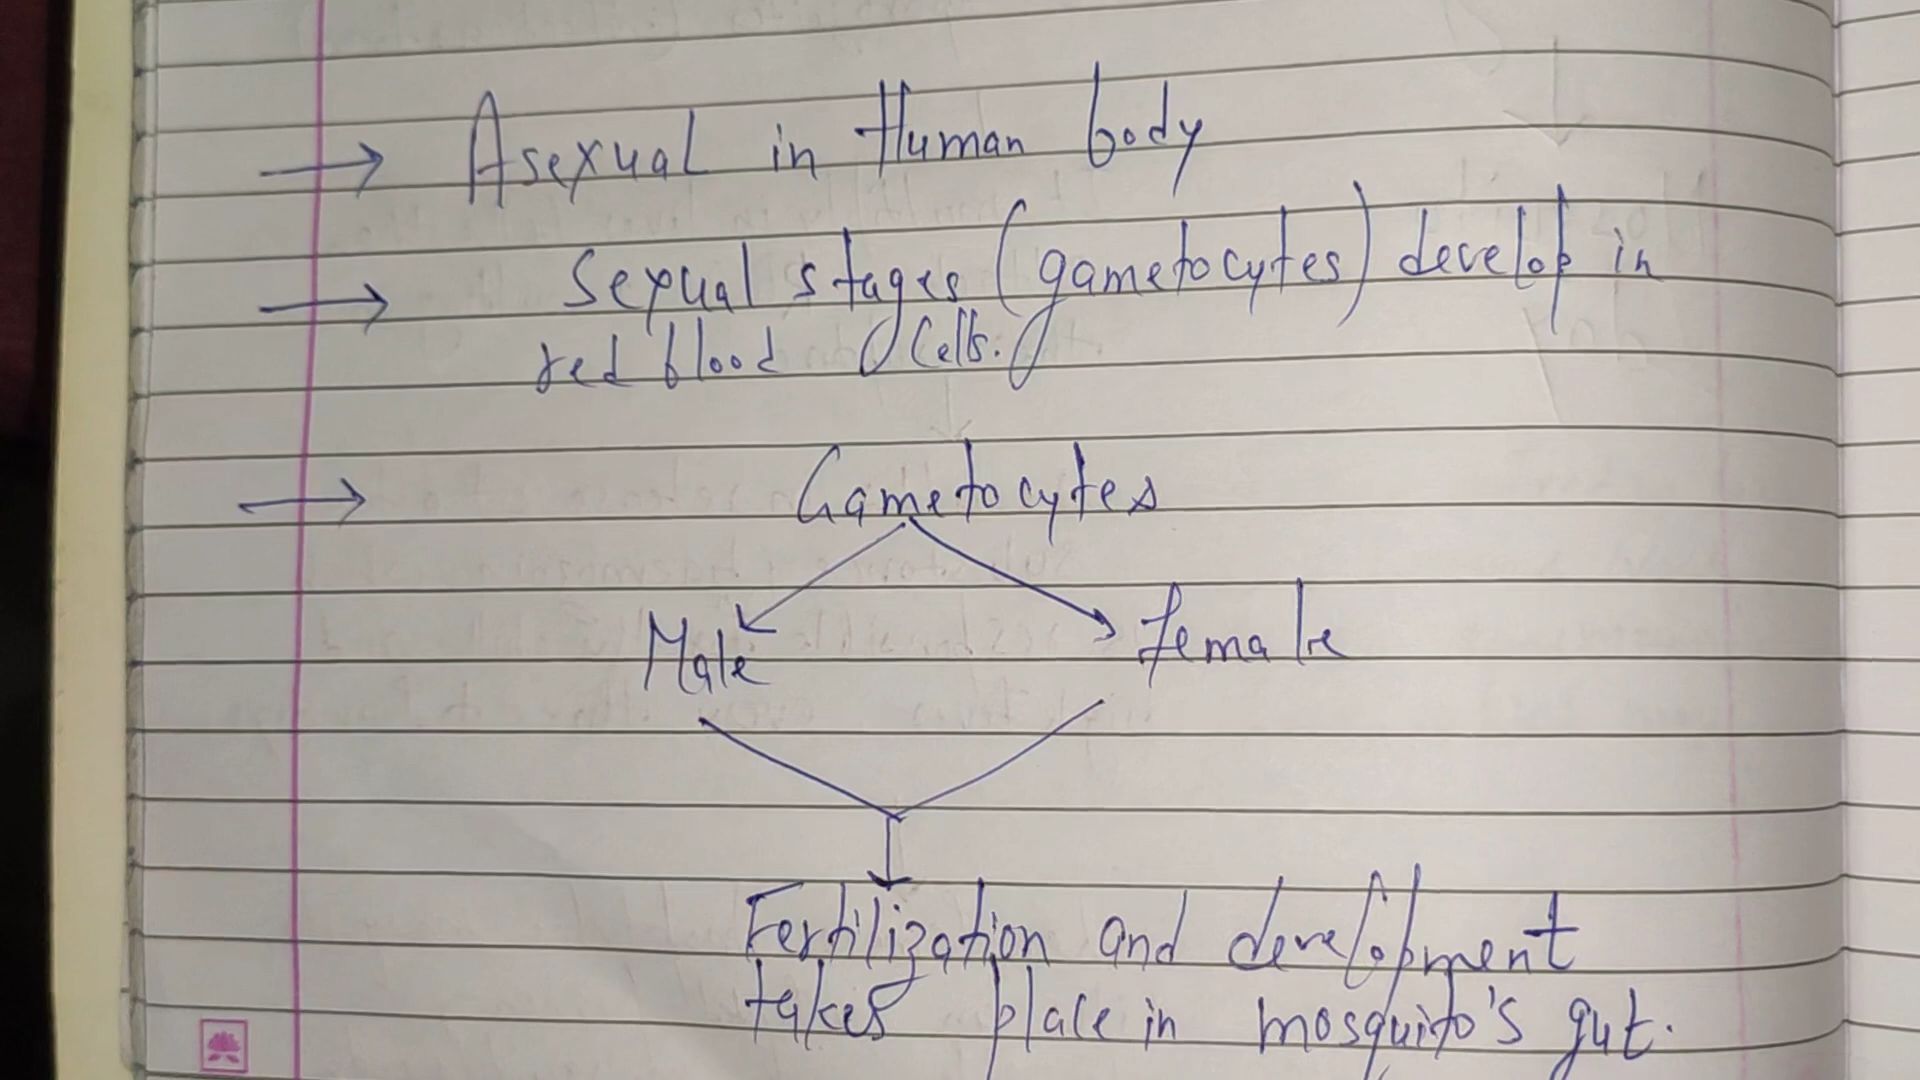 → Asexual in Human body
→ Sexual stages (gametocytes) develop in
red blood cells.
→ Gametocytes
Male female
Fertilization and development
takes place in mosquito's gut.